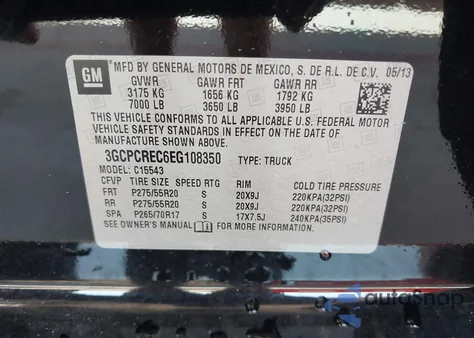 GM
MFD BY GENERAL MOTORS DE MEXICO, S. DE R.L. DE C.V. 05/13
GVWR GAWR FRT GAWR RR
3175 KG 1656 KG 1792 KG
7000 LB 3650 LB 3950 LB
THIS VEHICLE CONFORMS TO ALL APPLICABLE U.S. FEDERAL MOTOR
VEHICLE SAFETY STANDARDS IN EFFECT ON THE DATE OF
MANUFACTURE SHOWN ABOVE.
3GCPCREC6EG108350 TYPE: TRUCK
MODEL: C15543
CFVP TIRE SIZE SPEED RTG RIM COLD TIRE PRESSURE
FRT P275/55R20 S 20X9J 220KPA(32PSI)
RR P275/55R20 S 20X9J 220KPA(32PSI)
SPA P265/70R17 S 17X7.5J 240KPA(35PSI)
SEE OWNER'S MANUAL FOR MORE INFORMATION.
autoSnap